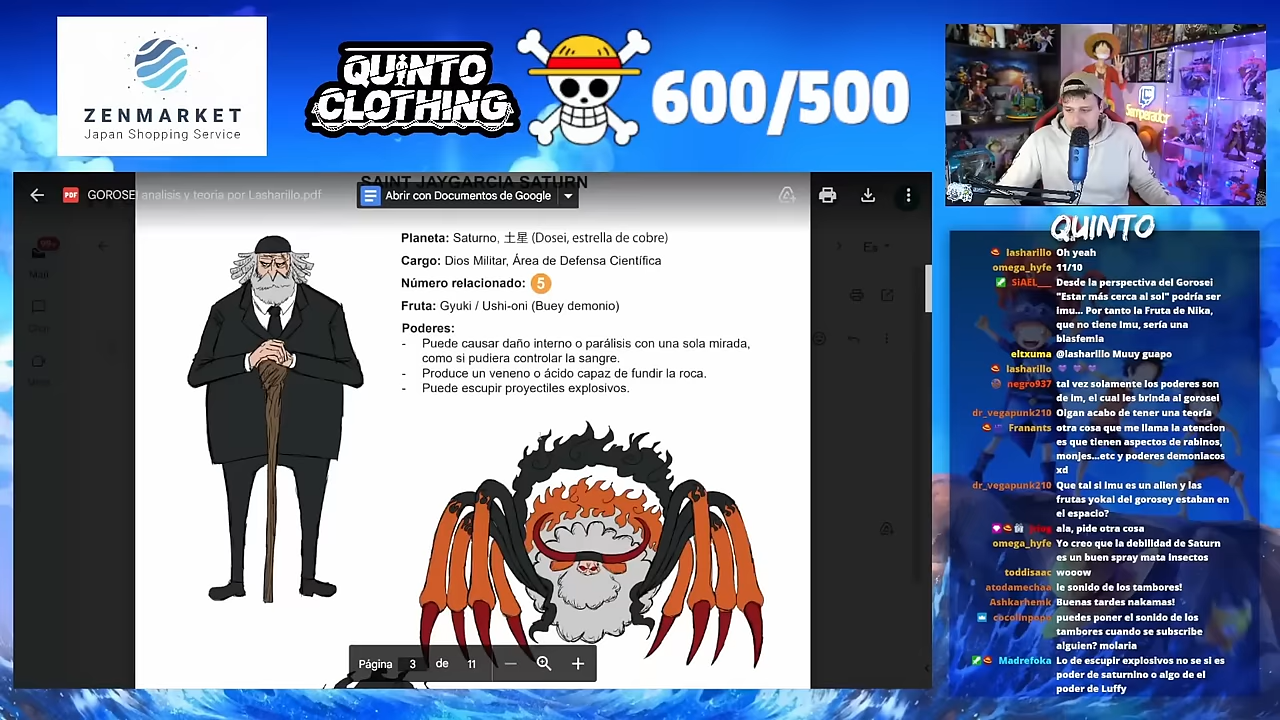 ZENMARKET
Japan Shopping Service
QUINTO
CLOTHING
600/500
SAINT JAYGARCIA SATURN
GOROSEI analisis y teoria por Lasharillo.pdf
Abrir con Documentos de Google
Planeta: Saturno, 土星 (Dosei, estrella de cobre)
Cargo: Dios Militar, Área de Defensa Científica
Número relacionado: 5
Fruta: Gyuki / Ushi-oni (Buey demonio)
Poderes:
- Puede causar daño interno o parálisis con una sola mirada,
como si pudiera controlar la sangre.
- Produce un veneno o ácido capaz de fundir la roca.
- Puede escupir proyectiles explosivos.
Página 3 de 11
Mail
QUINTO
lasharillo Oh yeah
omega_hyfe 11/10
SiAEL__ Desde la perspectiva del Gorosei
"Estar más cerca al sol" podría ser
Imu... Por tanto la Fruta de Nika,
que no tiene Imu, sería una
blasfemia
eltxuma @lasharillo Muuy guapo
lasharillo
negro937 tal vez solamente los poderes son
de im, el cual les brinda al gorosei
dr_vegapunk210 Oigan acabo de tener una teoría
Franants otra cosa que me llama la atencion
es que tienen aspectos de rabinos,
monjes...etc y poderes demoniacos
xd
dr_vegapunk210 Que tal si imu es un alien y las
frutas yokai del gorosey estaban en
el espacio?
ala, pide otra cosa
omega_hyfe Yo creo que la debilidad de Saturn
es un buen spray mata insectos
toddisaac wooow
atodamechaa le sonido de los tambores!
Ashkarhemk Buenas tardes nakamas!
cocolinpopo puedes poner el sonido de los
tambores cuando se subscribe
alguien? molaria
Madrefoka Lo de escupir explosivos no se si es
poder de saturnino o algo de el
poder de Luffy